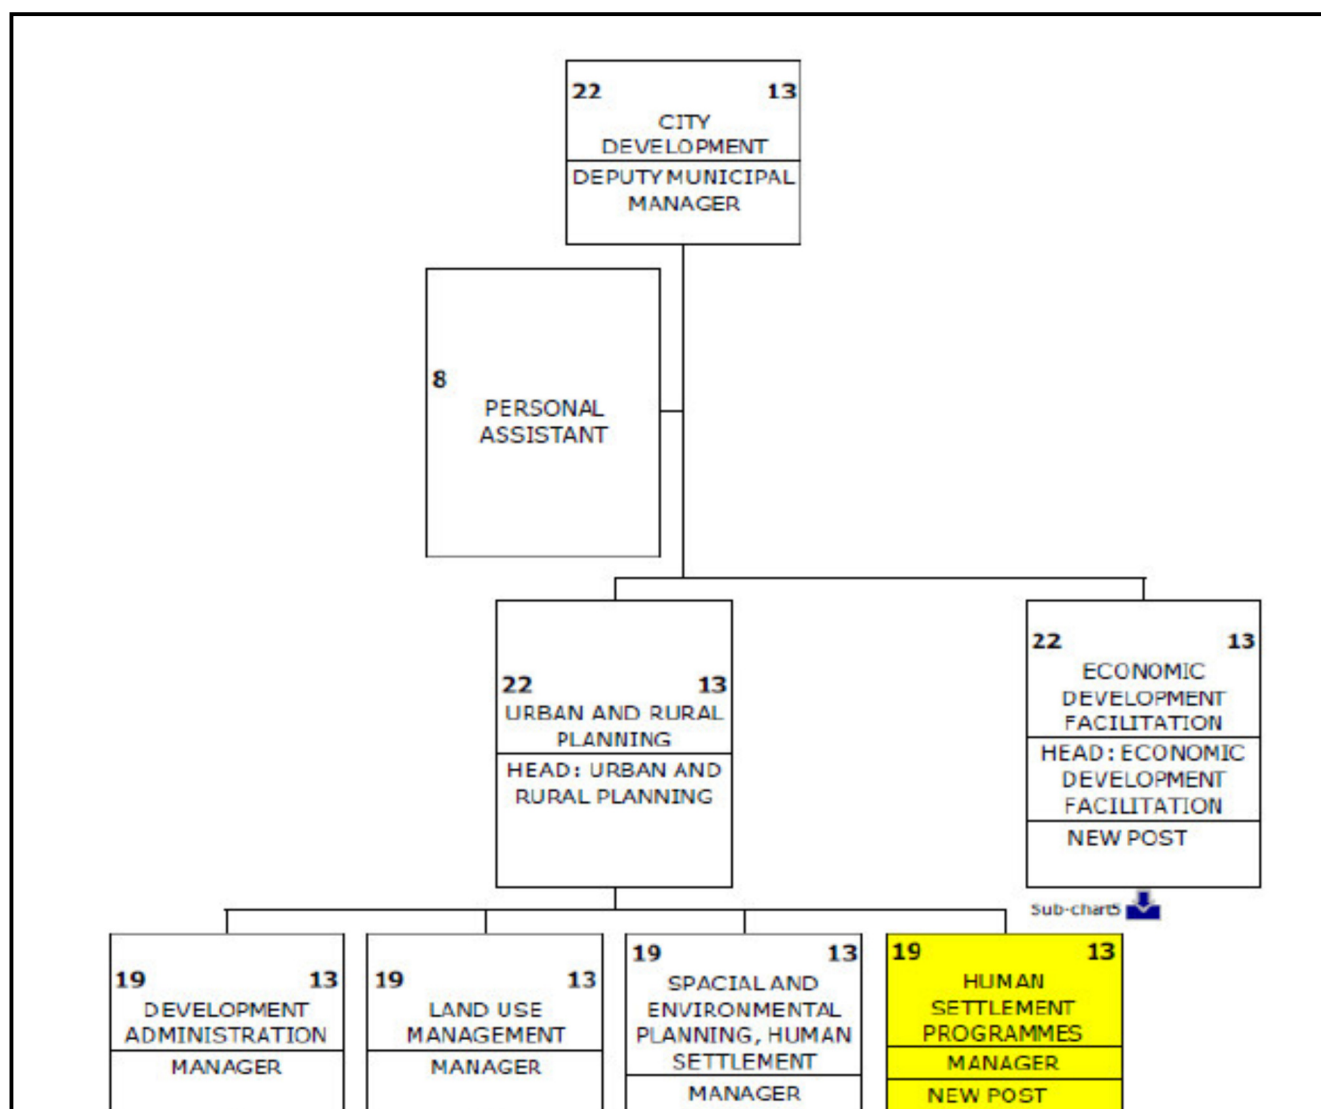 22 13
CITY
DEVELOPMENT
DEPUTY MUNICIPAL
MANAGER
8
PERSONAL
ASSISTANT
22 13
URBAN AND RURAL
PLANNING
HEAD: URBAN AND
RURAL PLANNING
22 13
ECONOMIC
DEVELOPMENT
FACILITATION
HEAD: ECONOMIC
DEVELOPMENT
FACILITATION
NEW POST
Sub-chart5
19 13
DEVELOPMENT
ADMINISTRATION
MANAGER
19 13
LAND USE
MANAGEMENT
MANAGER
19 13
SPACIAL AND
ENVIRONMENTAL
PLANNING, HUMAN
SETTLEMENT
MANAGER
19 13
HUMAN
SETTLEMENT
PROGRAMMES
MANAGER
NEW POST